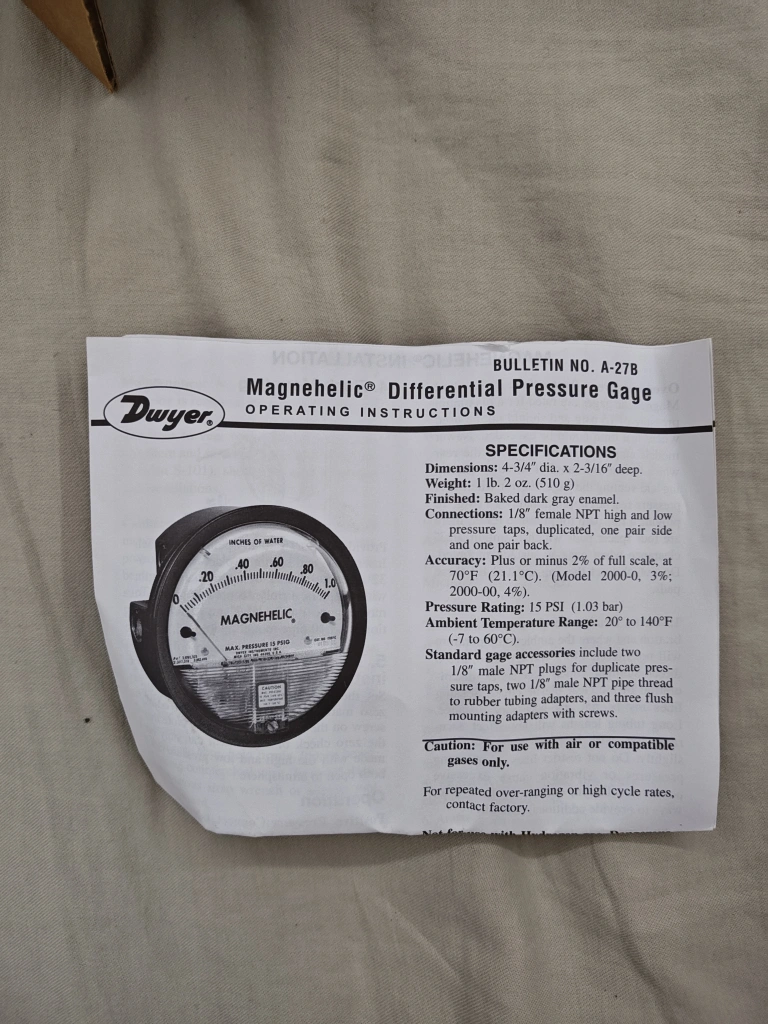 BULLETIN NO. A-27B
Magnehelic® Differential Pressure Gage
OPERATING INSTRUCTIONS
Dwyer®
SPECIFICATIONS
Dimensions: 4-3/4" dia. x 2-3/16" deep.
Weight: 1 lb. 2 oz. (510 g)
Finished: Baked dark gray enamel.
Connections: 1/8" female NPT high and low
pressure taps, duplicated, one pair side
and one pair back.
Accuracy: Plus or minus 2% of full scale, at
70°F (21.1°C). (Model 2000-0, 3%;
2000-00, 4%).
Pressure Rating: 15 PSI (1.03 bar)
Ambient Temperature Range: 20° to 140°F
(-7 to 60°C).
Standard gage accessories include two
1/8" male NPT plugs for duplicate pres-
sure taps, two 1/8" male NPT pipe thread
to rubber tubing adapters, and three flush
mounting adapters with screws.
Caution: For use with air or compatible
gases only.
For repeated over-ranging or high cycle rates,
contact factory.
INCHES OF WATER
0 .20 .40 .60 .80 1.0
MAGNEHELIC®
MAX. PRESSURE 15 PSIG
CAUTION